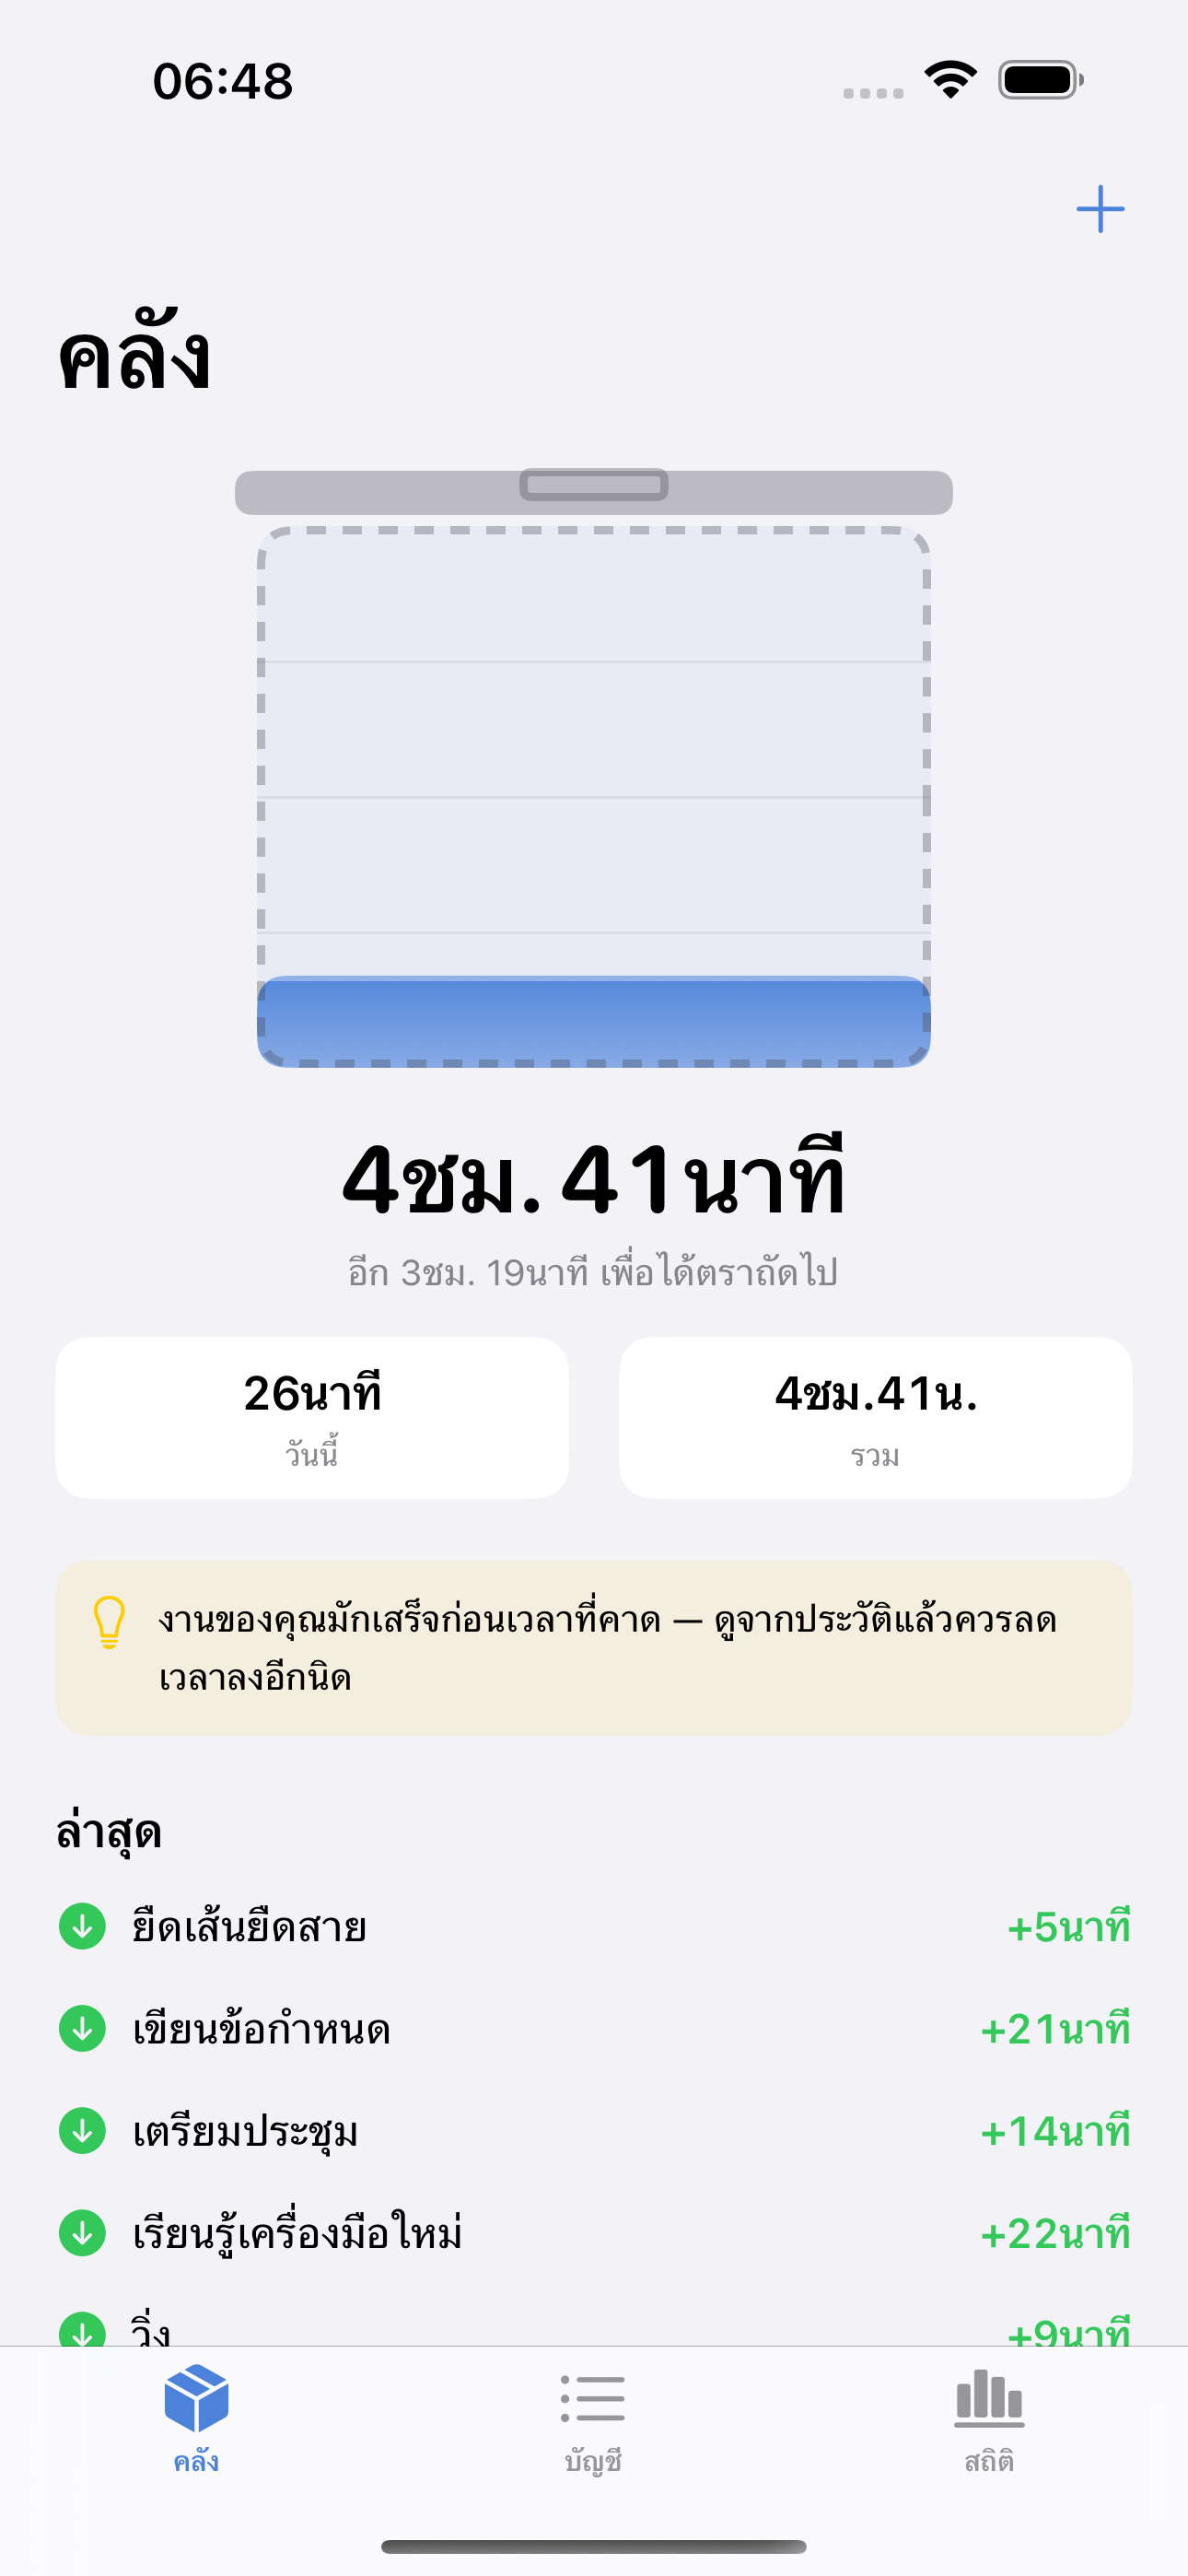 06:48
คลัง
4ชม. 41นาที
อีก 3ชม. 19นาที เพื่อได้ตราถัดไป
26นาที
วันนี้
4ชม.41น.
รวม
งานของคุณมักเสร็จก่อนเวลาที่คาด — ดูจากประวัติแล้วควรลด
เวลาลงอีกนิด
ล่าสุด
ยืดเส้นยืดสาย +5นาที
เขียนข้อกำหนด +21นาที
เตรียมประชุม +14นาที
เรียนรู้เครื่องมือใหม่ +22นาที
วิ่ง +9นาที
คลัง
บัญชี
สถิติ